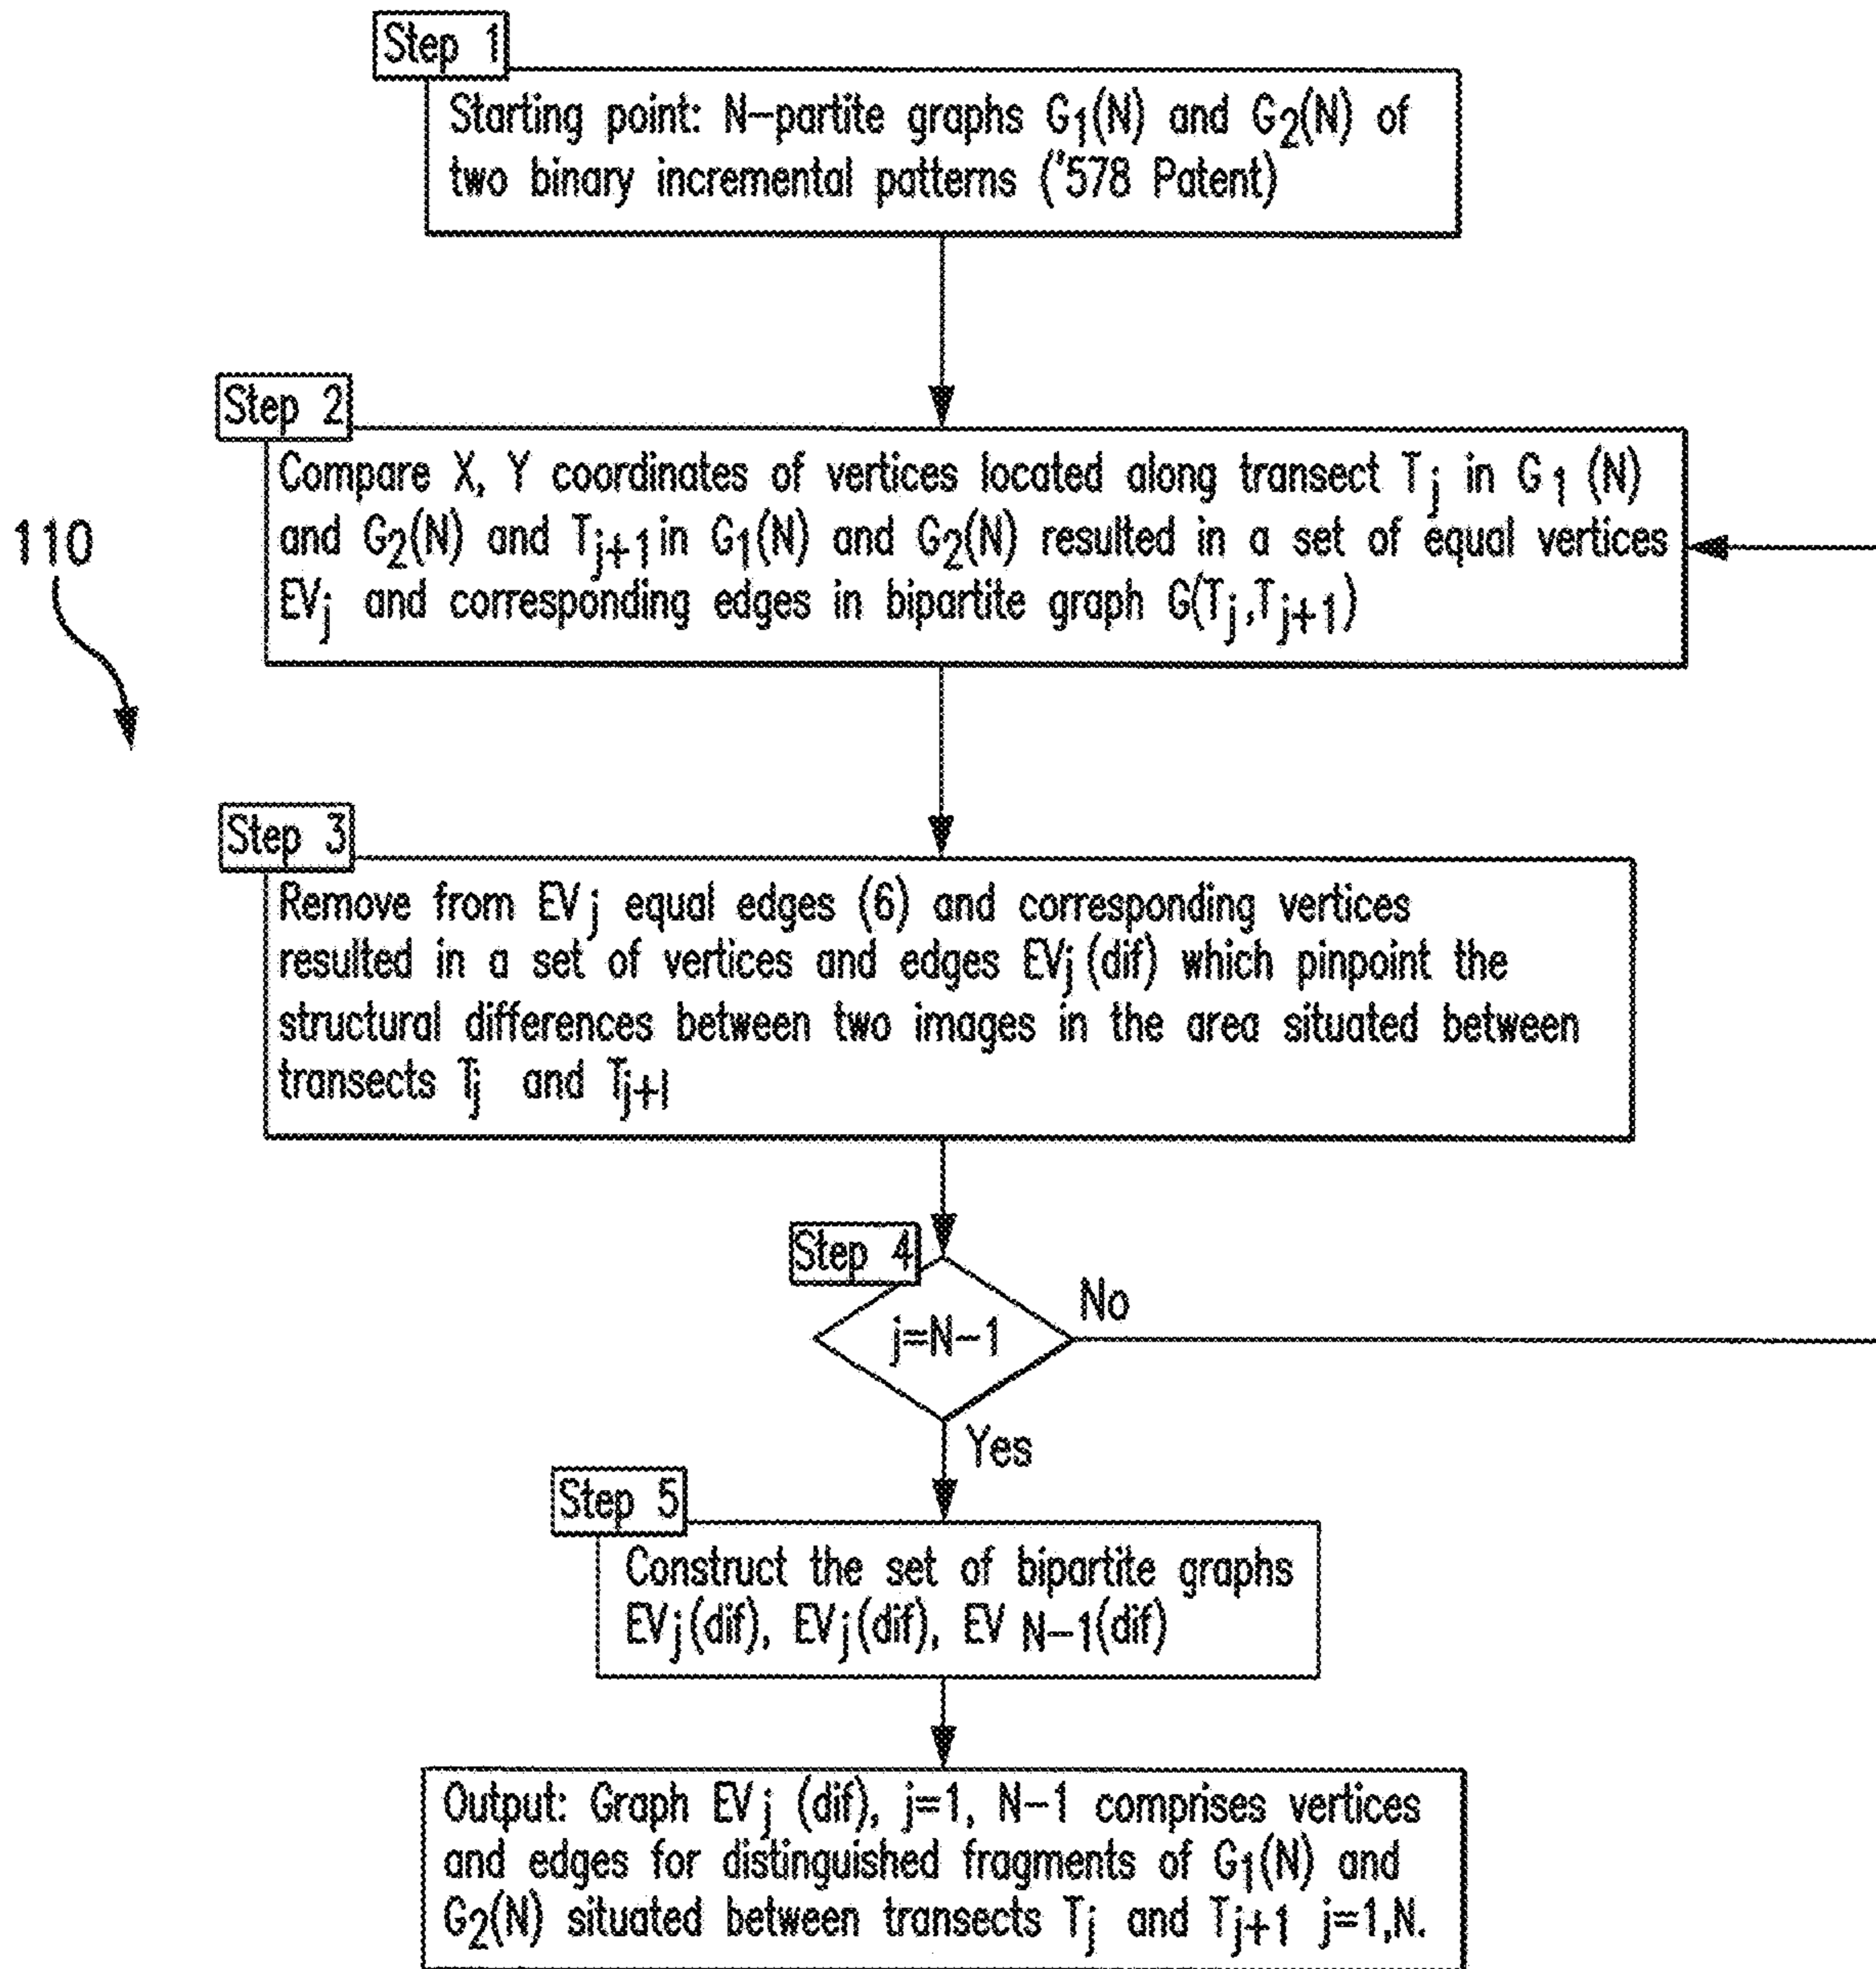 Step 1
Starting point: N-partite graphs G₁(N) and G₂(N) of
two binary incremental patterns ('578 Patent)
Step 2
Compare X, Y coordinates of vertices located along transect Tⱼ in G₁(N)
and G₂(N) and Tⱼ₊₁ in G₁(N) and G₂(N) resulted in a set of equal vertices
EVⱼ and corresponding edges in bipartite graph G(Tⱼ,Tⱼ₊₁)
110
Step 3
Remove from EVⱼ equal edges (6) and corresponding vertices
resulted in a set of vertices and edges EVⱼ(dif) which pinpoint the
structural differences between two images in the area situated between
transects Tⱼ and Tⱼ₊₁
Step 4
j=N-1
No
Yes
Step 5
Construct the set of bipartite graphs
EVⱼ(dif), EVⱼ(dif), EV N-1(dif)
Output: Graph EVⱼ (dif), j=1, N-1 comprises vertices
and edges for distinguished fragments of G₁(N) and
G₂(N) situated between transects Tⱼ and Tⱼ₊₁ j=1,N.